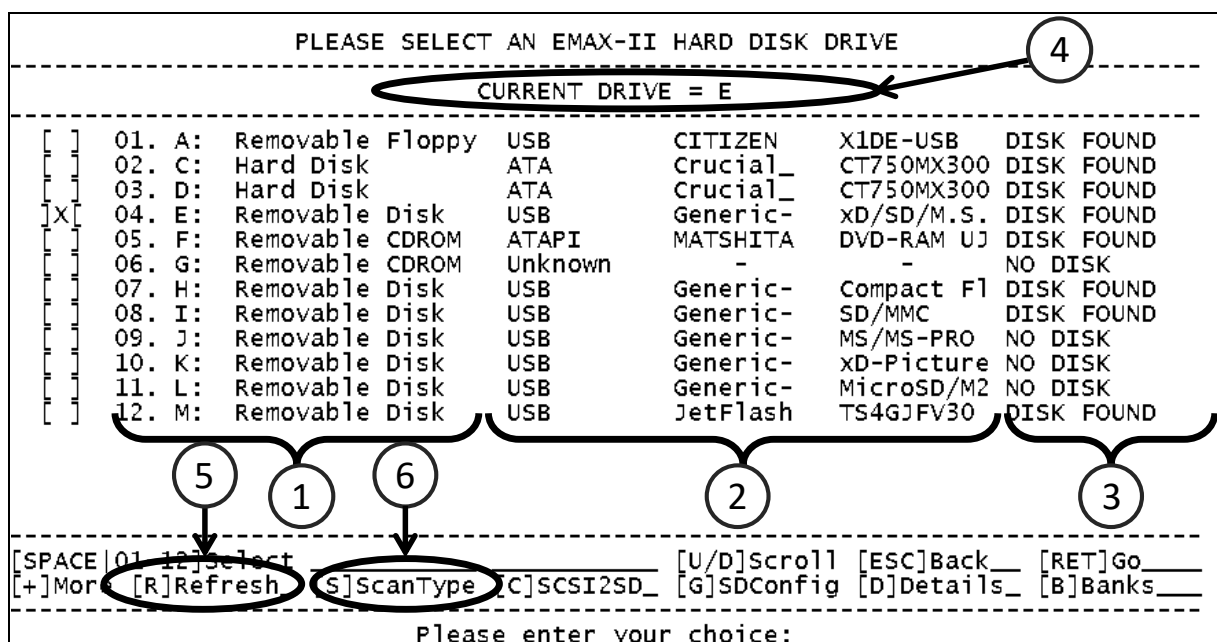 PLEASE SELECT AN EMAX-II HARD DISK DRIVE
4
CURRENT DRIVE = E
[ ] 01. A: Removable Floppy USB CITIZEN X1DE-USB DISK FOUND
[ ] 02. C: Hard Disk ATA Crucial_ CT750MX300 DISK FOUND
[ ] 03. D: Hard Disk ATA Crucial_ CT750MX300 DISK FOUND
]X[ 04. E: Removable Disk USB Generic- xD/SD/M.S. DISK FOUND
[ ] 05. F: Removable CDROM ATAPI MATSHITA DVD-RAM UJ DISK FOUND
[ ] 06. G: Removable CDROM Unknown - - NO DISK
[ ] 07. H: Removable Disk USB Generic- Compact Fl DISK FOUND
[ ] 08. I: Removable Disk USB Generic- SD/MMC DISK FOUND
[ ] 09. J: Removable Disk USB Generic- MS/MS-PRO NO DISK
[ ] 10. K: Removable Disk USB Generic- xD-Picture NO DISK
[ ] 11. L: Removable Disk USB Generic- MicroSD/M2 NO DISK
[ ] 12. M: Removable Disk USB JetFlash TS4GJFV30 DISK FOUND
5 1 6 2 3
[SPACE|01-12]Select [U/D]Scroll [ESC]Back__ [RET]Go____
[+]More [R]Refresh_ [S]ScanType [C]SCSI2SD_ [G]SDConfig [D]Details_ [B]Banks___
Please enter your choice: